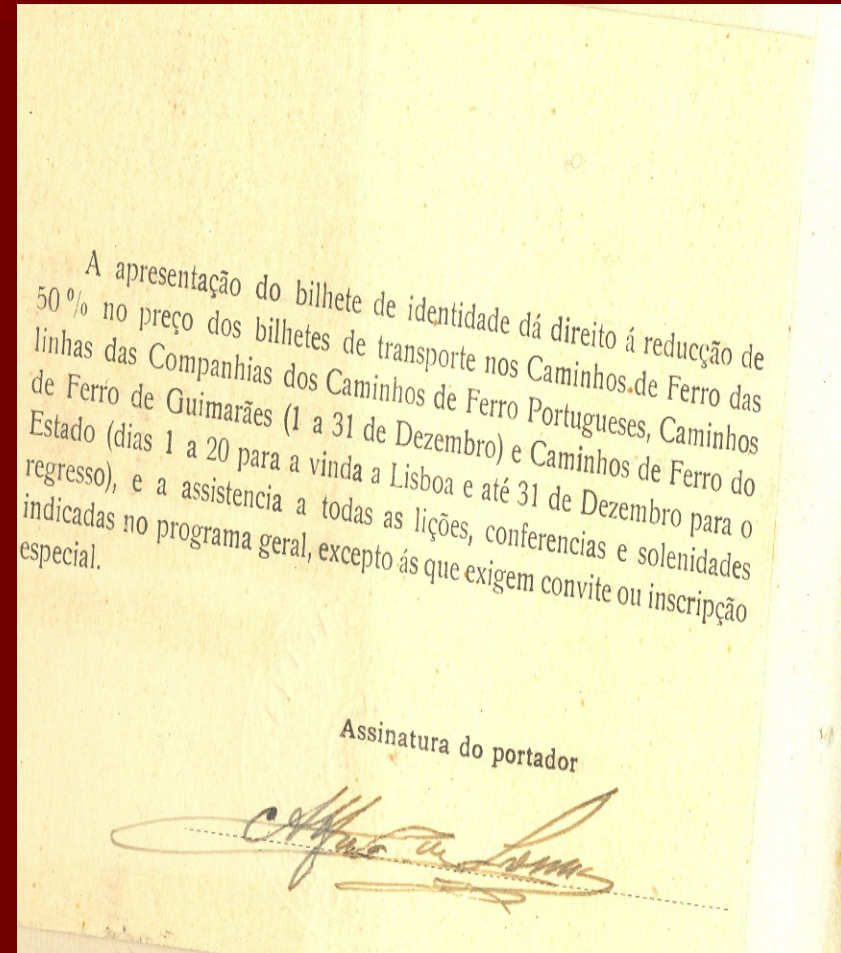 A apresentação do bilhete de identidade dá direito á reducção de
50 % no preço dos bilhetes de transporte nos Caminhos de Ferro das
linhas das Companhias dos Caminhos de Ferro Portugueses, Caminhos
de Ferro de Guimarães (1 a 31 de Dezembro) e Caminhos de Ferro do
Estado (dias 1 a 20 para a vinda a Lisboa e até 31 de Dezembro para o
regresso), e a assistencia a todas as lições, conferencias e solenidades
indicadas no programa geral, excepto ás que exigem convite ou inscripção
especial.
Assinatura do portador